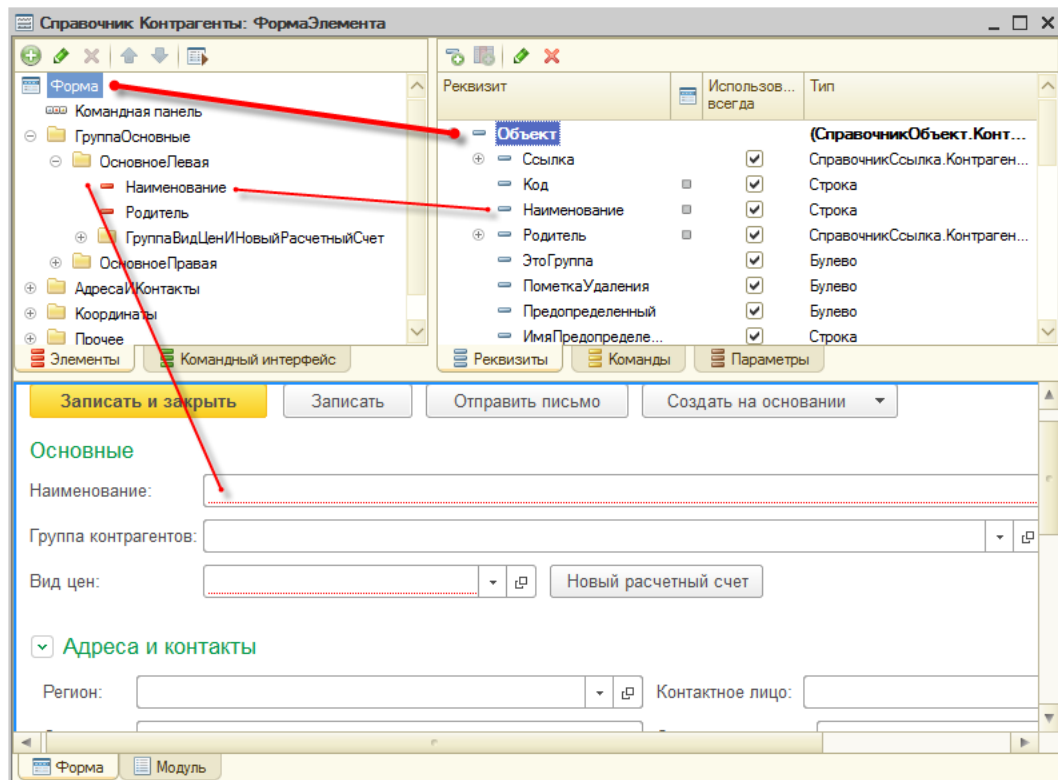 Справочник Контрагенты: ФормаЭлемента
Форма
Командная панель
ГруппаОсновные
ОсновноеЛевая
Наименование
Родитель
ГруппаВидЦенИНовыйРасчетныйСчет
ОсновноеПравая
АдресаИКонтакты
Координаты
Прочее
Элементы
Командный интерфейс
Реквизит
Использов...
всегда
Тип
Объект
(СправочникОбъект.Конт...
Ссылка
СправочникСсылка.Контраген...
Код
Строка
Наименование
Строка
Родитель
СправочникСсылка.Контраген...
ЭтоГруппа
Булево
ПометкаУдаления
Булево
Предопределенный
Булево
ИмяПредопределе...
Строка
Реквизиты
Команды
Параметры
Записать и закрыть
Записать
Отправить письмо
Создать на основании
Основные
Наименование:
Группа контрагентов:
Вид цен:
Новый расчетный счет
Адреса и контакты
Регион:
Контактное лицо:
Форма
Модуль